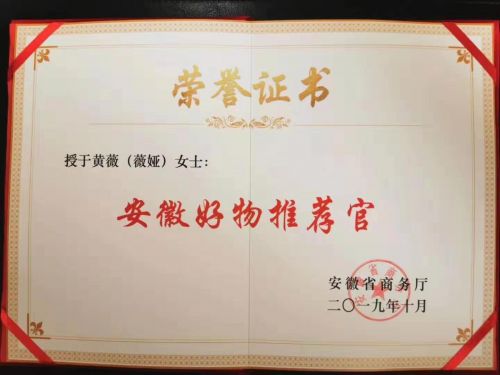 荣誉证书
授于黄薇（薇娅）女士：
安徽好物推荐官
安徽省商务厅
二〇一九年十月